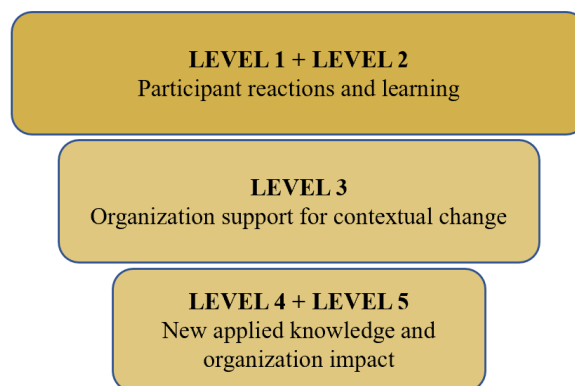 LEVEL 1 + LEVEL 2
Participant reactions and learning
LEVEL 3
Organization support for contextual change
LEVEL 4 + LEVEL 5
New applied knowledge and
organization impact